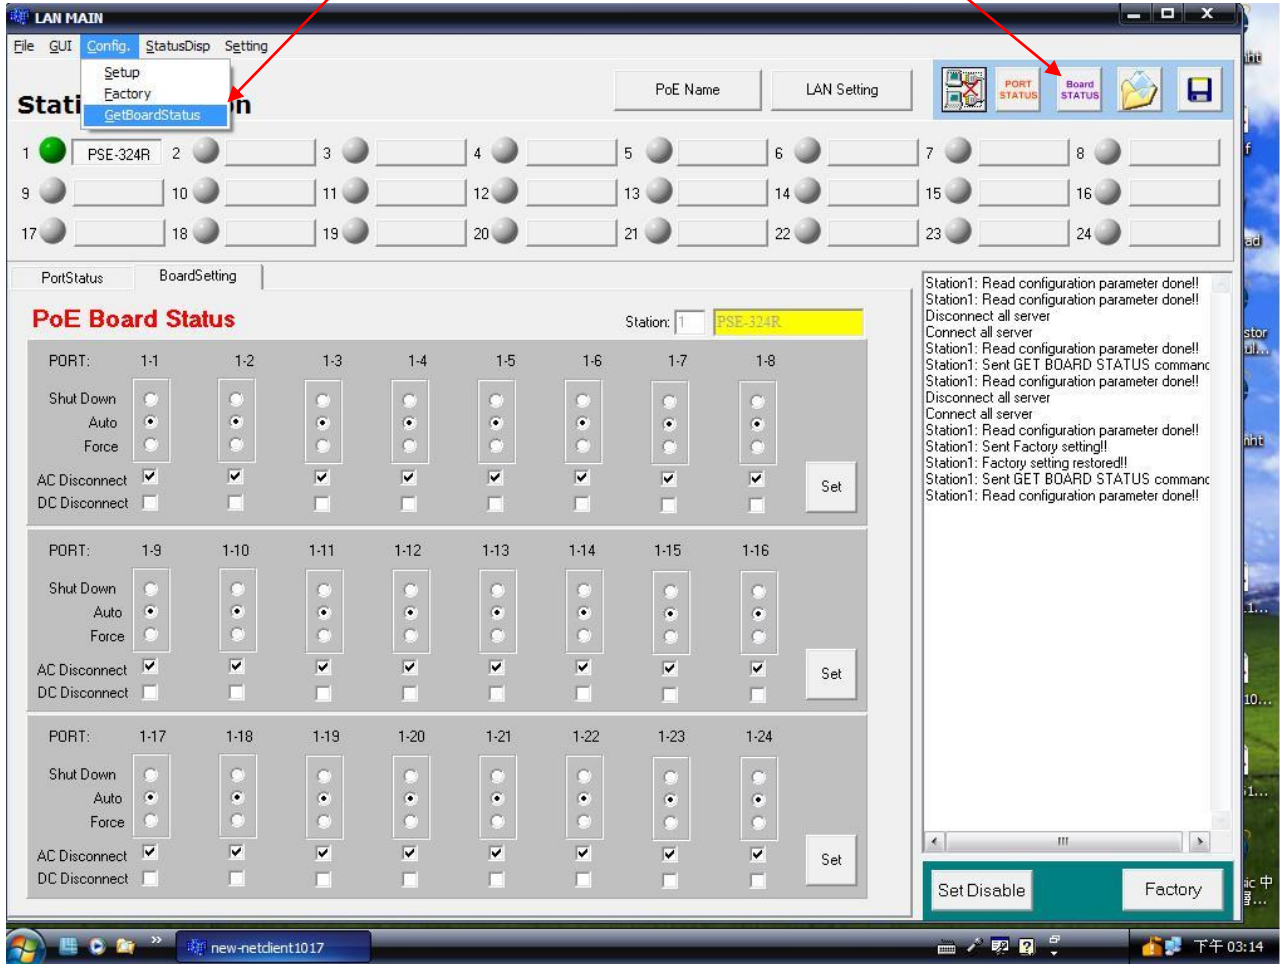 LAN MAIN
File GUI Config. StatusDisp Setting
Setup
Factory
GetBoardStatus
Stati n
PoE Name LAN Setting PORT STATUS Board STATUS
1 PSE-324R 2 3 4 5 6 7 8
9 10 11 12 13 14 15 16
17 18 19 20 21 22 23 24
PortStatus BoardSetting
PoE Board Status
Station: 1 PSE-324R
PORT: 1-1 1-2 1-3 1-4 1-5 1-6 1-7 1-8
Shut Down
Auto
Force
AC Disconnect
DC Disconnect
Set
PORT: 1-9 1-10 1-11 1-12 1-13 1-14 1-15 1-16
Shut Down
Auto
Force
AC Disconnect
DC Disconnect
Set
PORT: 1-17 1-18 1-19 1-20 1-21 1-22 1-23 1-24
Shut Down
Auto
Force
AC Disconnect
DC Disconnect
Set
Station1: Read configuration parameter done!!
Station1: Read configuration parameter done!!
Disconnect all server
Connect all server
Station1: Read configuration parameter done!!
Station1: Sent GET BOARD STATUS comman
Station1: Read configuration parameter done!!
Disconnect all server
Connect all server
Station1: Read configuration parameter done!!
Station1: Sent Factory setting!!
Station1: Factory setting restored!!
Station1: Sent GET BOARD STATUS comman
Station1: Read configuration parameter done!!
Set Disable Factory
new-netclient1017
下午 03:14